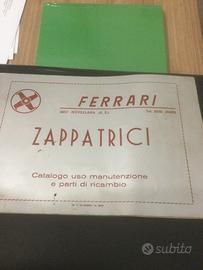 FERRARI
ZAPPATRICI
Catalogo uso manutenzione
e parti di ricambio
subito